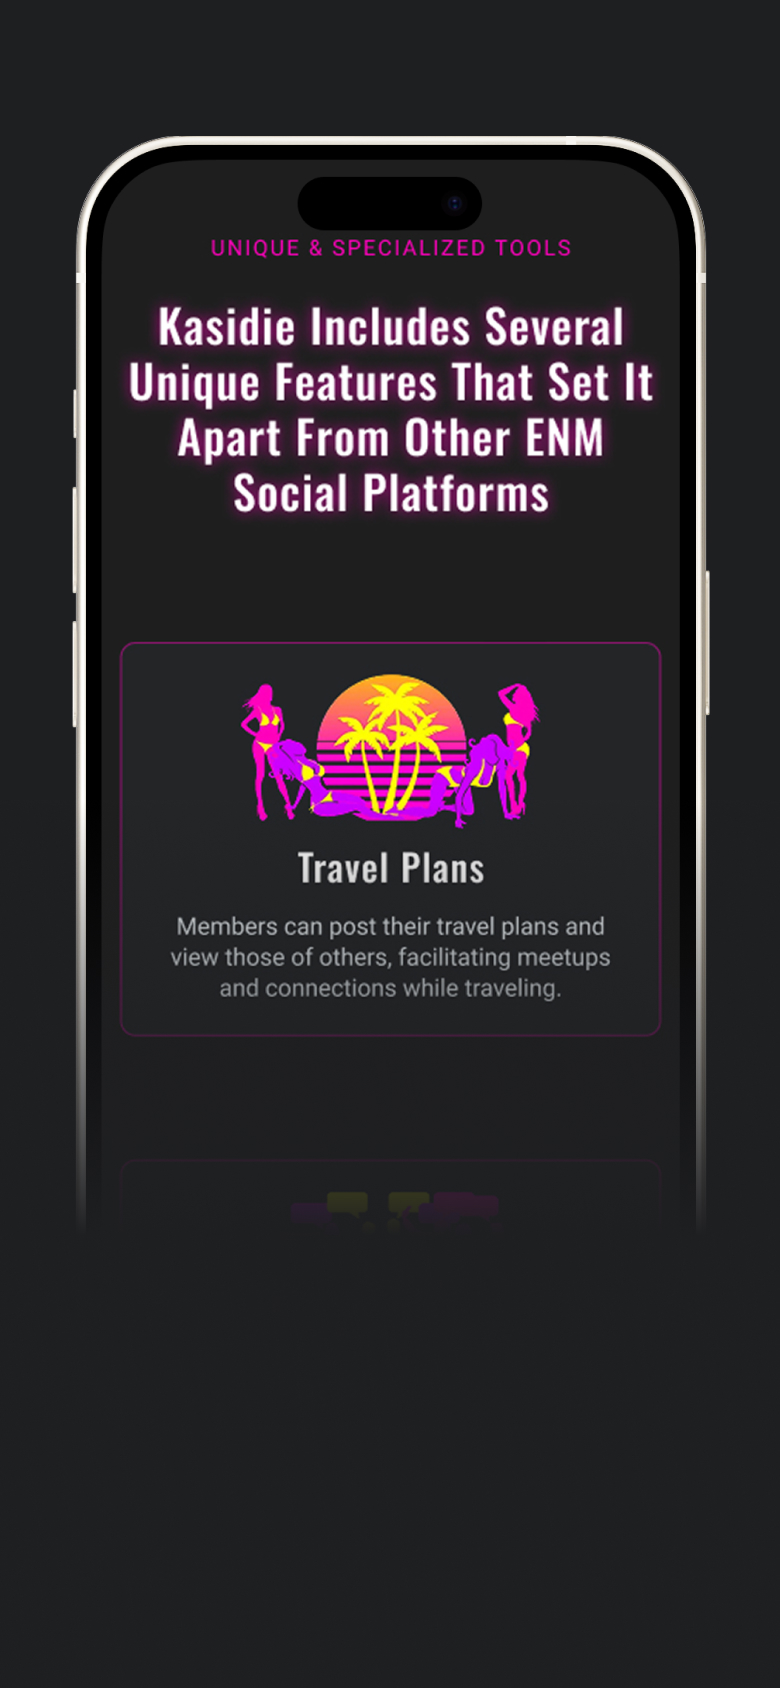 UNIQUE & SPECIALIZED TOOLS
Kasidie Includes Several
Unique Features That Set It
Apart From Other ENM
Social Platforms
Travel Plans
Members can post their travel plans and
view those of others, facilitating meetups
and connections while traveling.